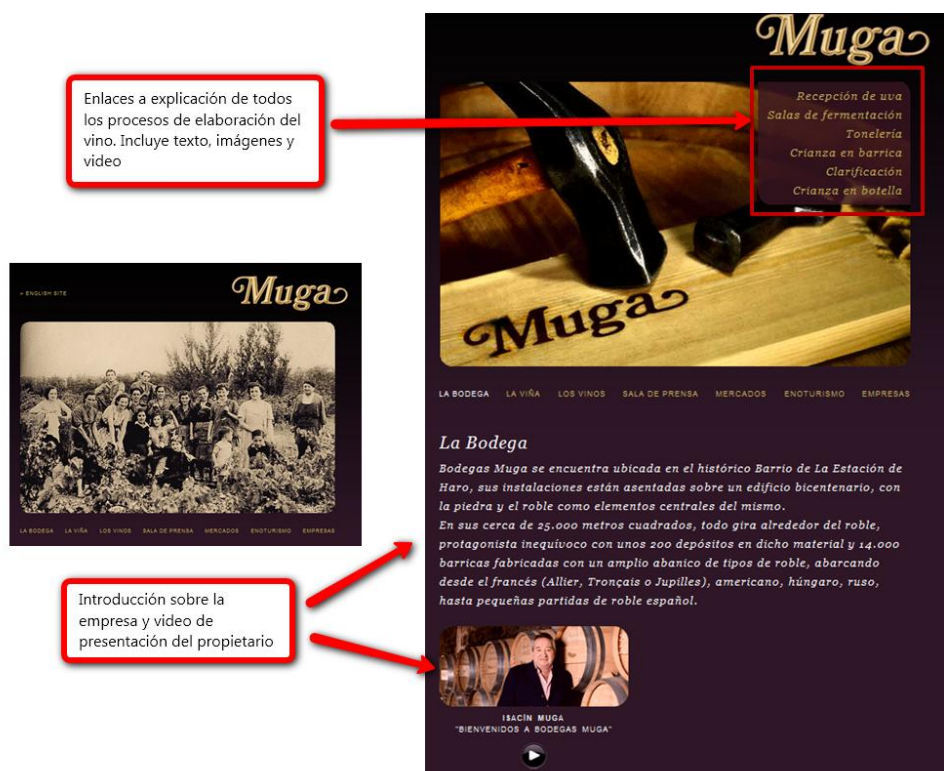 Enlaces a explicación de todos
los procesos de elaboración del
vino. Incluye texto, imágenes y
video
Muga
Recepción de uva
Salas de fermentación
Tonelería
Crianza en barrica
Clarificación
Crianza en botella
Muga
LA BODEGA LA VIÑA LOS VINOS SALA DE PRENSA MERCADOS ENOTURISMO EMPRESAS
» ENGLISH SITE
Muga
LA BODEGA LA VIÑA LOS VINOS SALA DE PRENSA MERCADOS ENOTURISMO EMPRESAS
La Bodega
Bodegas Muga se encuentra ubicada en el histórico Barrio de La Estación de
Haro, sus instalaciones están asentadas sobre un edificio bicentenario, con
la piedra y el roble como elementos centrales del mismo.
En sus cerca de 25.000 metros cuadrados, todo gira alrededor del roble,
protagonista inequívoco con unos 200 depósitos en dicho material y 14.000
barricas fabricadas con un amplio abanico de tipos de roble, abarcando
desde el francés (Allier, Tronçais o Jupilles), americano, húngaro, ruso,
hasta pequeñas partidas de roble español.
Introducción sobre la
empresa y video de
presentación del propietario
ISACÍN MUGA
"BIENVENIDOS A BODEGAS MUGA"